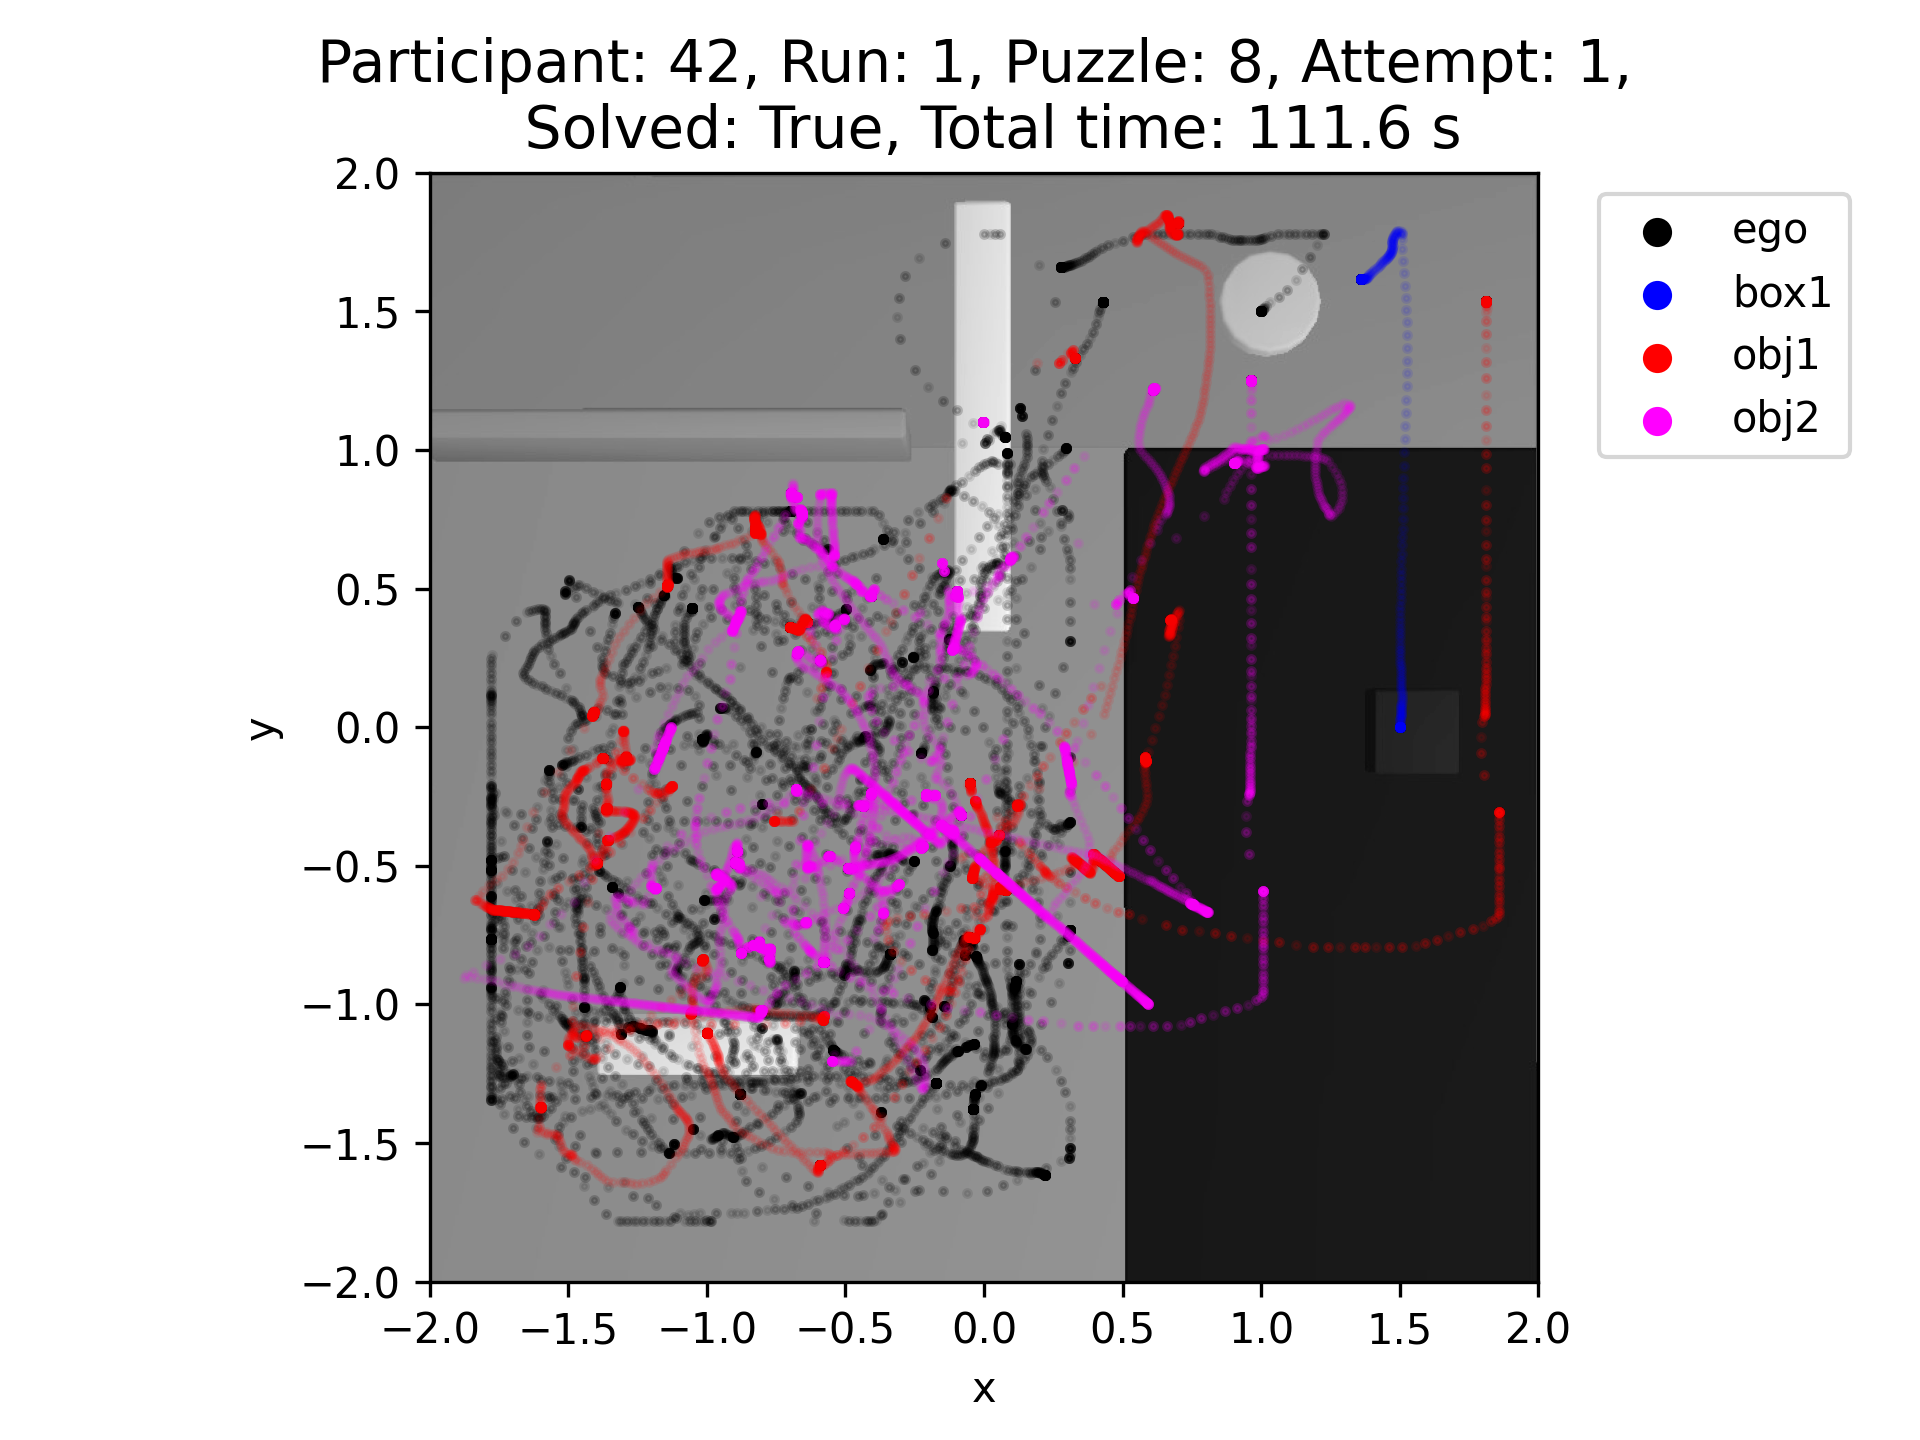 Participant: 42, Run: 1, Puzzle: 8, Attempt: 1,
Solved: True, Total time: 111.6 s
2.0
1.5
1.0
0.5
0.0
−0.5
−1.0
−1.5
−2.0
y
−2.0 −1.5 −1.0 −0.5 0.0 0.5 1.0 1.5 2.0
x
ego
box1
obj1
obj2